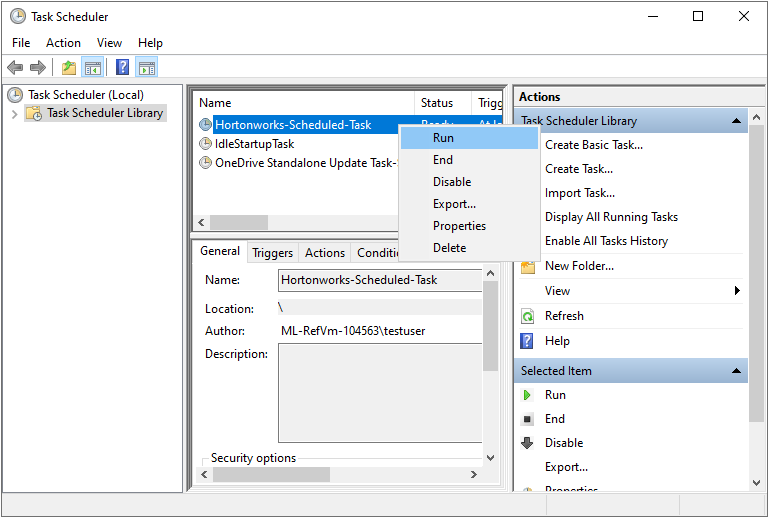 Task Scheduler
File Action View Help
Task Scheduler (Local)
Task Scheduler Library
Name Status Trigg
Hortonworks-Scheduled-Task Ready At lo
IdleStartupTask
OneDrive Standalone Update Task-
Run
End
Disable
Export...
Properties
Delete
General Triggers Actions Conditio
Name: Hortonworks-Scheduled-Task
Location: \
Author: ML-RefVm-104563\testuser
Description:
Security options
Actions
Task Scheduler Library
Create Basic Task...
Create Task...
Import Task...
Display All Running Tasks
Enable All Tasks History
New Folder...
View
Refresh
Help
Selected Item
Run
End
Disable
Export...
Properties